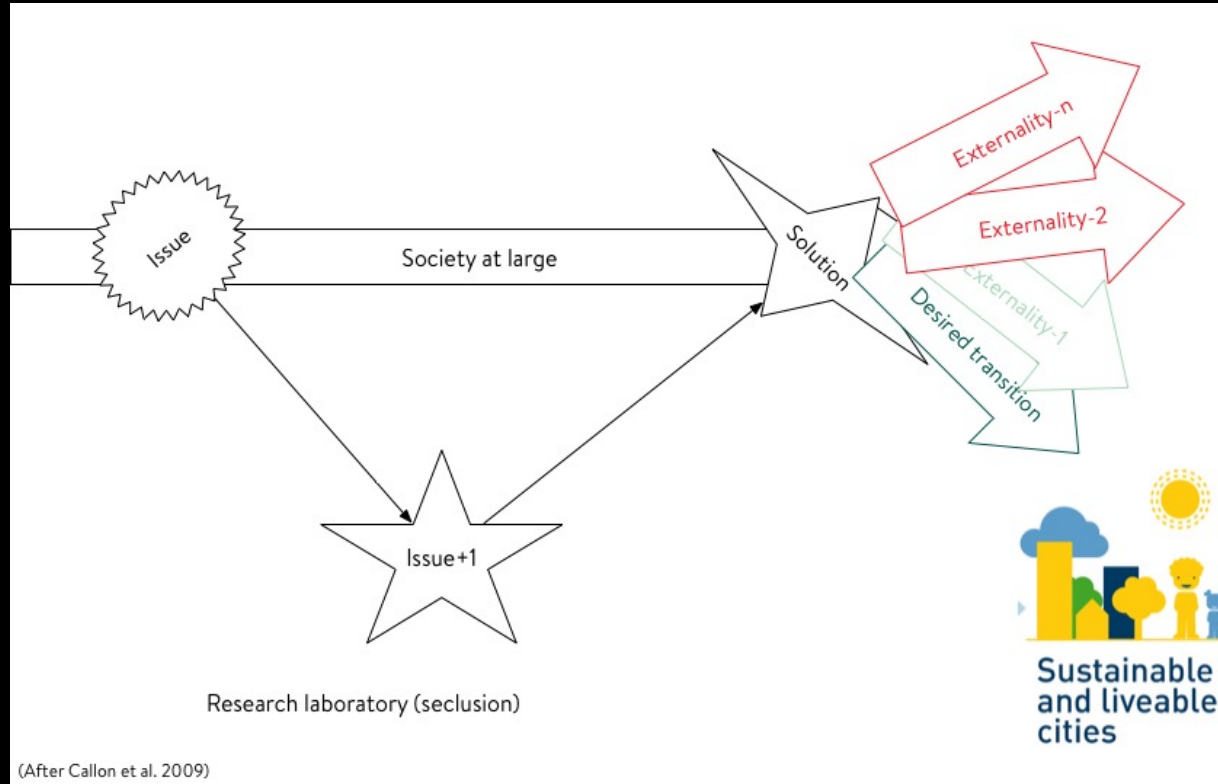 Externality-n
Externality-2
Issue
Society at large
Solution
Externality-1
Desired transition
Issue+1
Sustainable
and liveable
cities
Research laboratory (seclusion)
(After Callon et al. 2009)